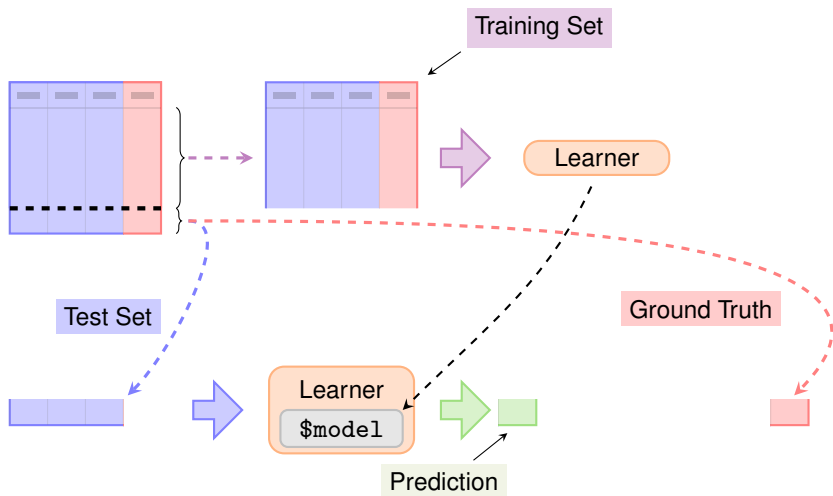 Training Set
Learner
Test Set
Ground Truth
Learner
$model
Prediction